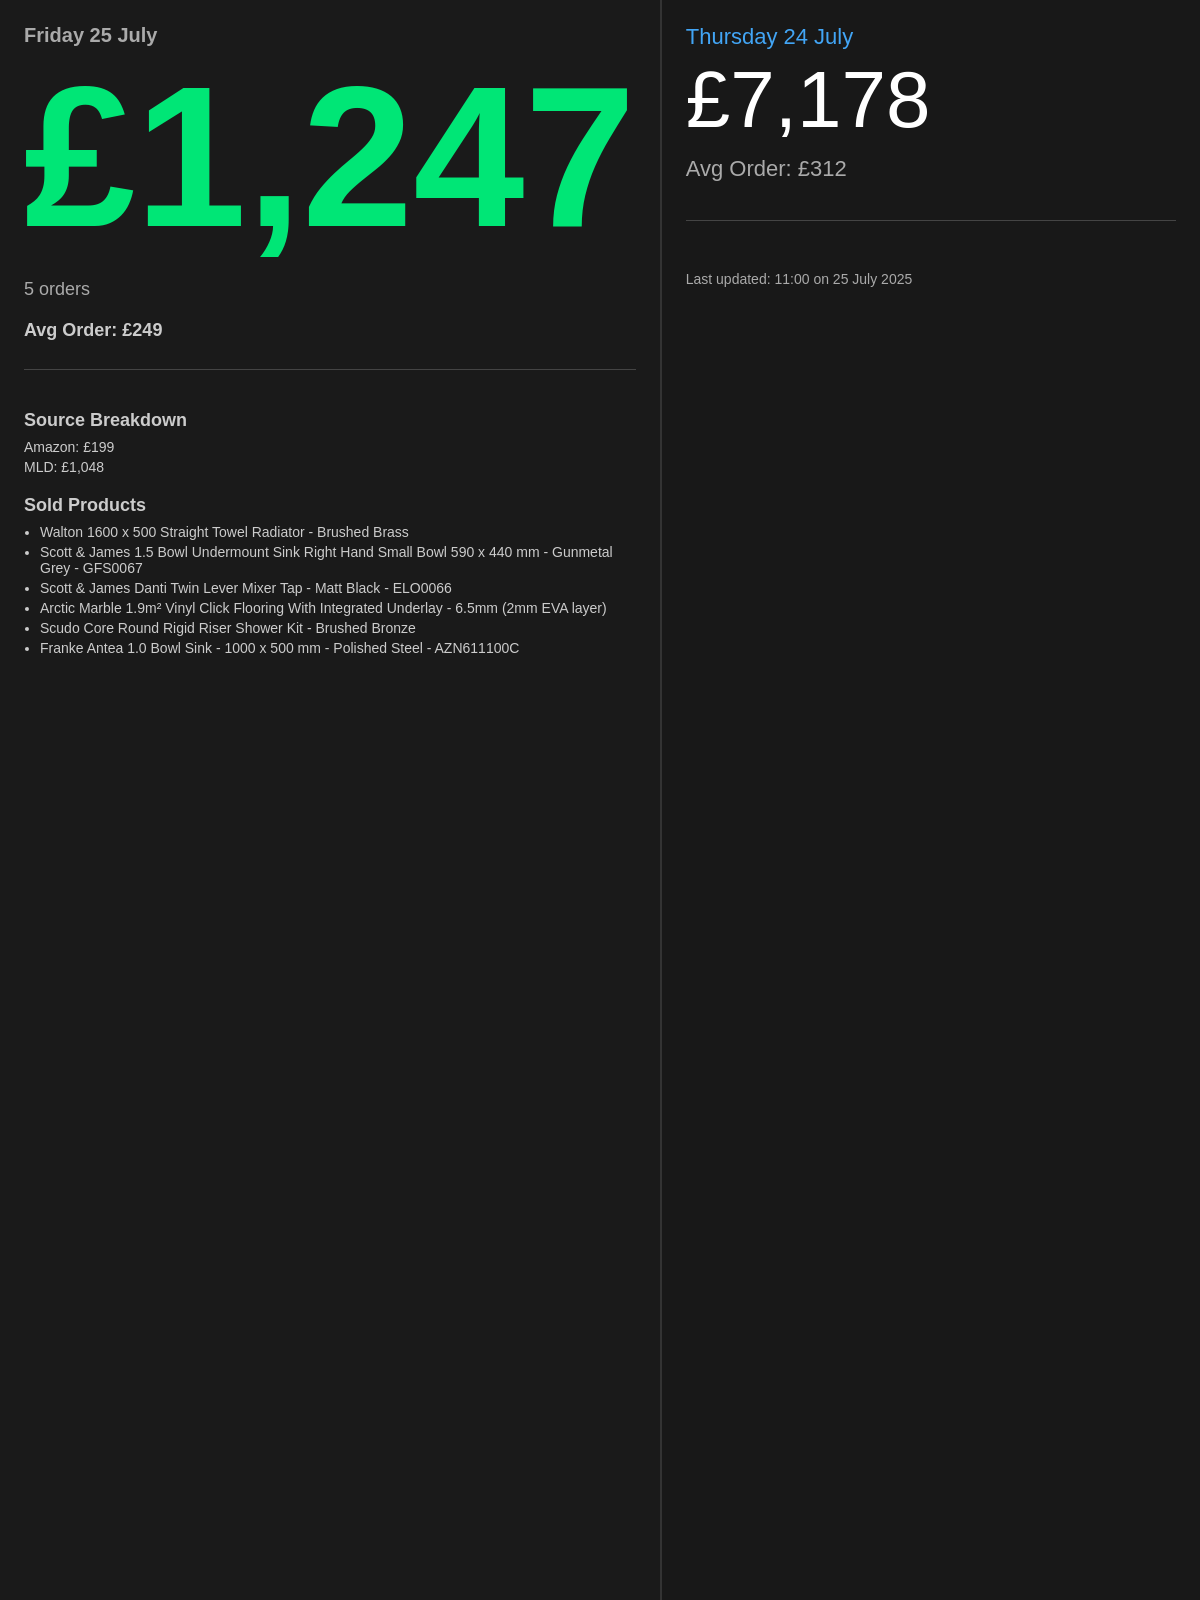 Friday 25 July
£1,247
5 orders
Avg Order: £249
Source Breakdown
Amazon: £199
MLD: £1,048
Sold Products
• Walton 1600 x 500 Straight Towel Radiator - Brushed Brass
• Scott & James 1.5 Bowl Undermount Sink Right Hand Small Bowl 590 x 440 mm - Gunmetal
Grey - GFS0067
• Scott & James Danti Twin Lever Mixer Tap - Matt Black - ELO0066
• Arctic Marble 1.9m² Vinyl Click Flooring With Integrated Underlay - 6.5mm (2mm EVA layer)
• Scudo Core Round Rigid Riser Shower Kit - Brushed Bronze
• Franke Antea 1.0 Bowl Sink - 1000 x 500 mm - Polished Steel - AZN611100C
Thursday 24 July
£7,178
Avg Order: £312
Last updated: 11:00 on 25 July 2025